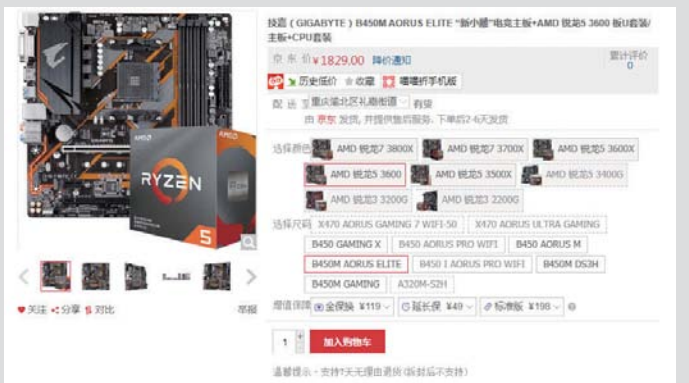 技嘉（GIGABYTE）B450M AORUS ELITE “新小雕”电竞主板+AMD 锐龙5 3600 板U套装/
主板+CPU套装
京 东 价 ￥1829.00 降价通知
累计评价
0
历史低价 收藏 嘻嘻折手机版
配 送 至 重庆渝北区礼嘉街道 有货
由 京东 发货, 并提供售后服务. 下单后2-6天发货
选择颜色 AMD 锐龙7 3800X AMD 锐龙7 3700X AMD 锐龙5 3600X
AMD 锐龙5 3600 AMD 锐龙5 3500X AMD 锐龙5 3400G
AMD 锐龙3 3200G AMD 锐龙3 2200G
选择尺码 X470 AORUS GAMING 7 WIFI-50 X470 AORUS ULTRA GAMING
B450 GAMING X B450 AORUS PRO WIFI B450 AORUS M
B450M AORUS ELITE B450 I AORUS PRO WIFI B450M DS3H
B450M GAMING A320M-S2H
增值保障 全保换 ¥119 延长保 ¥49 标准版 ¥198
1 + - 加入购物车
温馨提示 · 支持7天无理由退货(拆封后不支持)
AMD
RYZEN
5
关注 分享 对比 举报